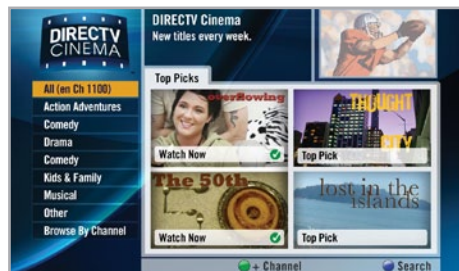 DIRECTV
CINEMA
DIRECTV Cinema
New titles every week.
All (en Ch 1100)
Action Adventures
Comedy
Drama
Comedy
Kids & Family
Musical
Other
Browse By Channel
Top Picks
overflowing
Watch Now
THOUGHT
CITY
Top Pick
The 50th
Watch Now
lost in the
islands
Top Pick
+ Channel
Search